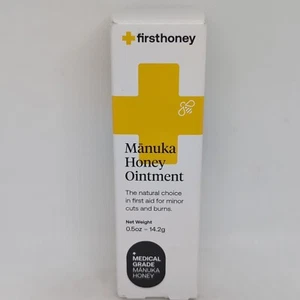 firsthoney
Mānuka
Honey
Ointment
The natural choice
in first aid for minor
cuts and burns.
Net Weight
0.5oz – 14.2g
MEDICAL
GRADE
MĀNUKA
HONEY